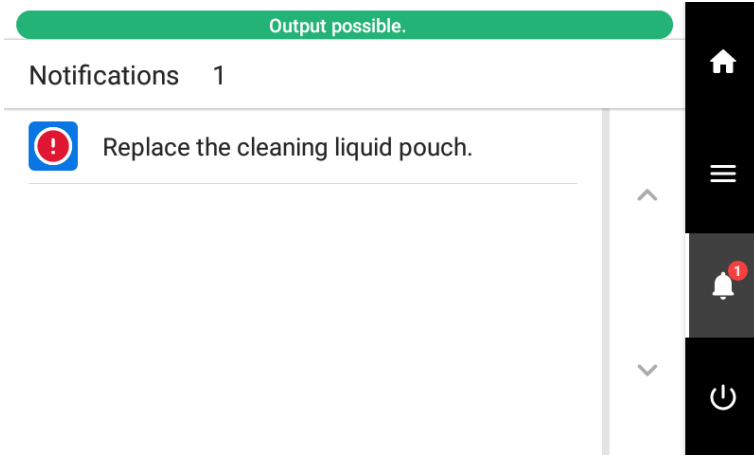 Output possible.
Notifications 1
Replace the cleaning liquid pouch.
1